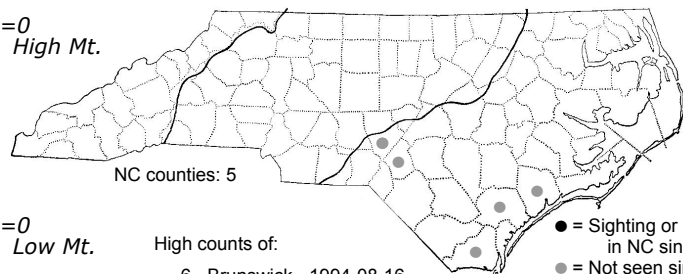 =0
High Mt.
NC counties: 5
=0
Low Mt.
High counts of:
6 - Brunswick - 1994-08-16
● = Sighting or
in NC sin
● = Not seen sin